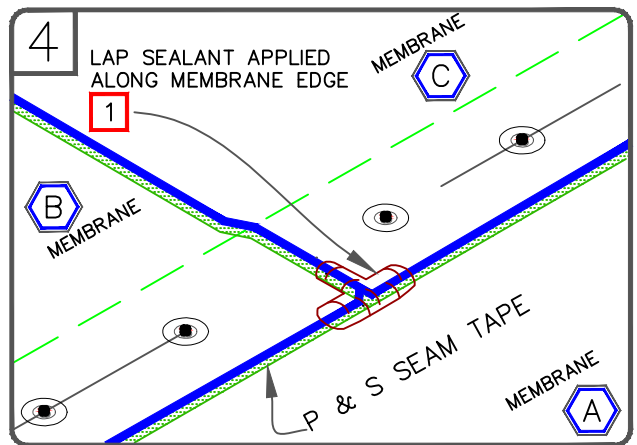 4
LAP SEALANT APPLIED
ALONG MEMBRANE EDGE
1
MEMBRANE
C
B
MEMBRANE
P & S SEAM TAPE
MEMBRANE
A